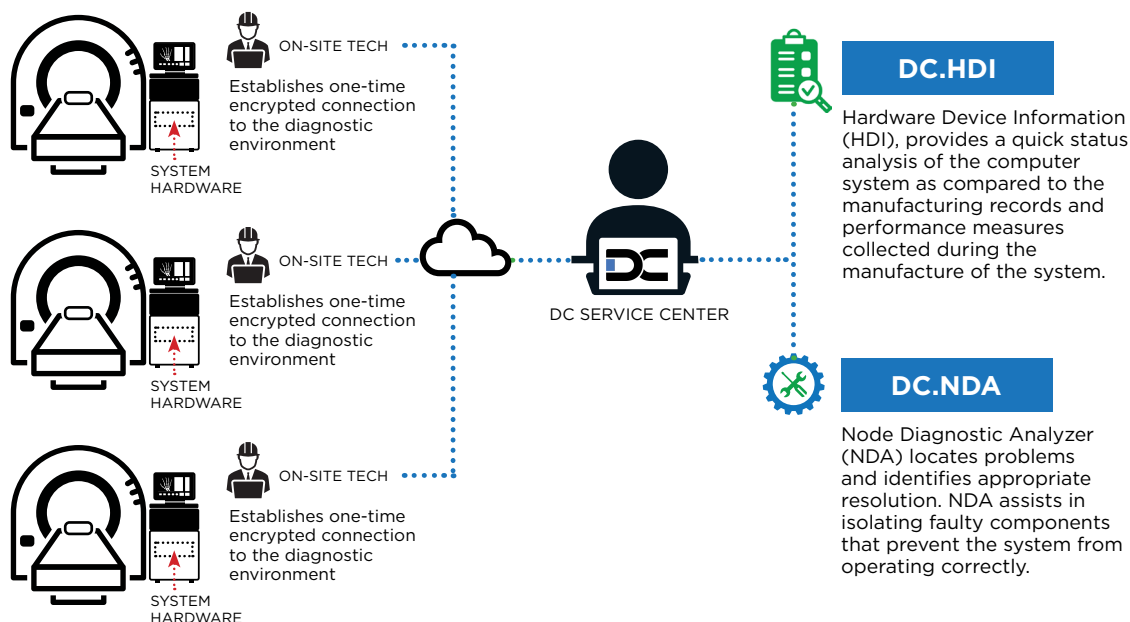 ON-SITE TECH
Establishes one-time
encrypted connection
to the diagnostic
environment
SYSTEM
HARDWARE
ON-SITE TECH
Establishes one-time
encrypted connection
to the diagnostic
environment
SYSTEM
HARDWARE
ON-SITE TECH
Establishes one-time
encrypted connection
to the diagnostic
environment
SYSTEM
HARDWARE
DC
DC SERVICE CENTER
DC.HDI
Hardware Device Information
(HDI), provides a quick status
analysis of the computer
system as compared to the
manufacturing records and
performance measures
collected during the
manufacture of the system.
DC.NDA
Node Diagnostic Analyzer
(NDA) locates problems
and identifies appropriate
resolution. NDA assists in
isolating faulty components
that prevent the system from
operating correctly.